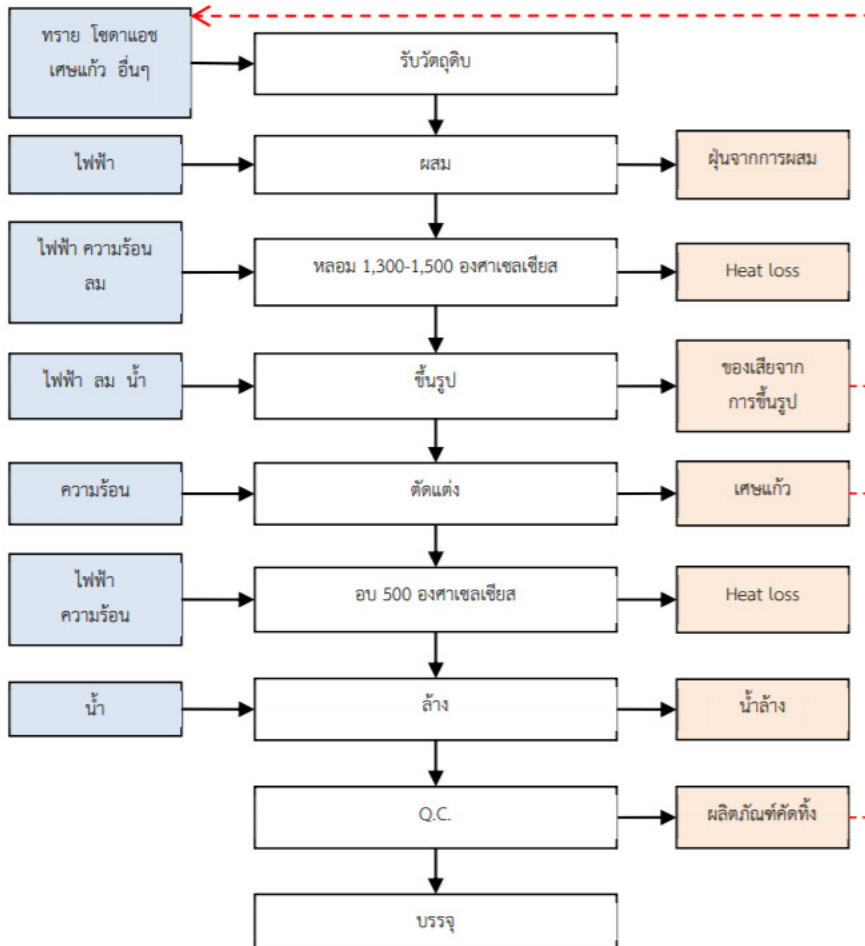 ทราย โซดาแอช
เศษแก้ว อื่นๆ
รับวัตถุดิบ
ไฟฟ้า
ผสม
ฝุ่นจากการผสม
ไฟฟ้า ความร้อน
ลม
หลอม 1,300-1,500 องศาเซลเซียส
Heat loss
ไฟฟ้า ลม น้ำ
ขึ้นรูป
ของเสียจาก
การขึ้นรูป
ความร้อน
ตัดแต่ง
เศษแก้ว
ไฟฟ้า
ความร้อน
อบ 500 องศาเซลเซียส
Heat loss
น้ำ
ล้าง
น้ำล้าง
Q.C.
ผลิตภัณฑ์คัดทิ้ง
บรรจุ